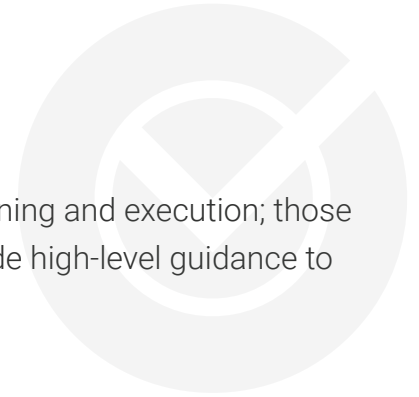 ning and execution; those
de high-level guidance to